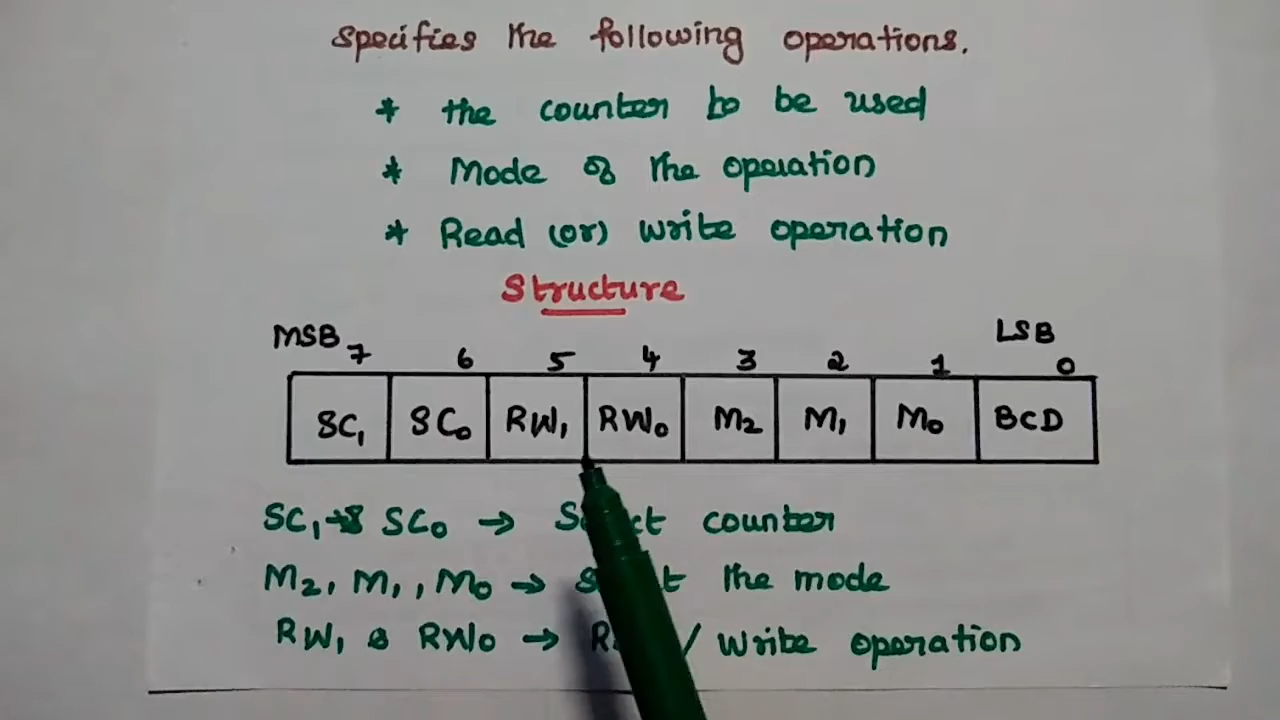 specifies the following operations.
* the counter to be used
* Mode of the operation
* Read (or) write operation
Structure
MSB 7 6 5 4 3 2 1 LSB 0
SC₁ SC₀ RW₁ RW₀ M₂ M₁ M₀ BCD
SC₁ & SC₀ → counter
M₂, M₁, M₀ → the mode
RW₁ & RW₀ → / write operation